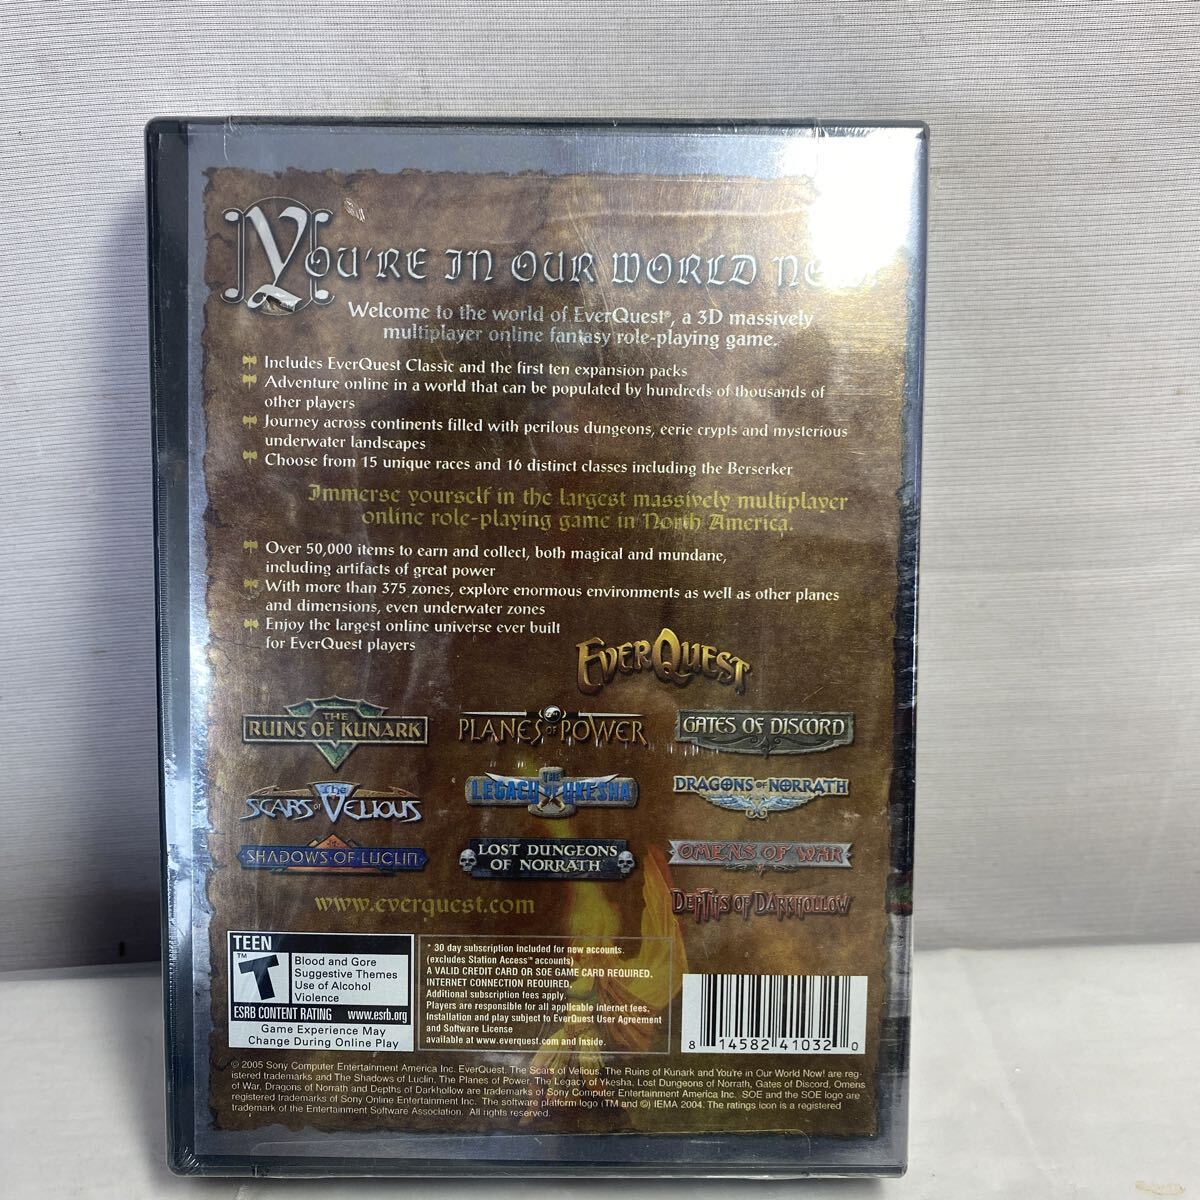 YOU'RE IN OUR WORLD NOW!
Welcome to the world of EverQuest®, a 3D massively
multiplayer online fantasy role-playing game.
Includes EverQuest Classic and the first ten expansion packs
Adventure online in a world that can be populated by hundreds of thousands of
other players
Journey across continents filled with perilous dungeons, eerie crypts and mysterious
underwater landscapes
Choose from 15 unique races and 16 distinct classes including the Berserker
Immerse yourself in the largest massively multiplayer
online role-playing game in North America.
Over 50,000 items to earn and collect, both magical and mundane,
including artifacts of great power
With more than 375 zones, explore enormous environments as well as other planes
and dimensions, even underwater zones
Enjoy the largest online universe ever built
for EverQuest players
EVERQUEST
THE
RUINS OF KUNARK
PLANES OF POWER
GATES OF DISCORD
The
SCARS OF VELIOUS
THE
LEGACY OF YKESHA
DRAGONS OF NORRATH
SHADOWS·OF·LUCLIN
LOST DUNGEONS
OF NORRATH
OMENS OF WAR
DEPTHS OF DARKHOLLOW
www.everquest.com
TEEN
T
™
Blood and Gore
Suggestive Themes
Use of Alcohol
Violence
ESRB CONTENT RATING www.esrb.org
Game Experience May
Change During Online Play
* 30 day subscription included for new accounts.
(excludes Station Access™ accounts)
A VALID CREDIT CARD OR SOE GAME CARD REQUIRED.
INTERNET CONNECTION REQUIRED.
Additional subscription fees apply.
Players are responsible for all applicable internet fees.
Installation and play subject to EverQuest User Agreement
and Software License
available at www.everquest.com and inside.
8 14582 41032 0
© 2005 Sony Computer Entertainment America Inc. EverQuest, The Scars of Velious, The Ruins of Kunark and You're in Our World Now! are reg-
istered trademarks and The Shadows of Luclin, The Planes of Power, The Legacy of Ykesha, Lost Dungeons of Norrath, Gates of Discord, Omens
of War, Dragons of Norrath and Depths of Darkhollow are trademarks of Sony Computer Entertainment America Inc. SOE and the SOE logo are
registered trademarks of Sony Online Entertainment Inc. The software platform logo (TM and ©) IEMA 2004. The ratings icon is a registered
trademark of the Entertainment Software Association. All rights reserved.